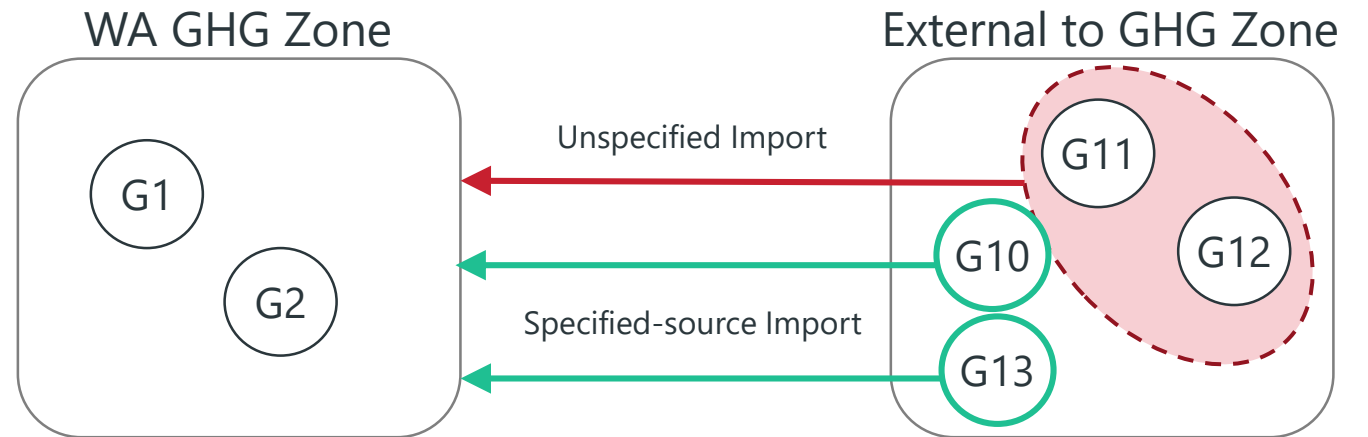 WA GHG Zone
External to GHG Zone
Unspecified Import
G11
G1
G12
G10
G2
Specified-source Import
G13